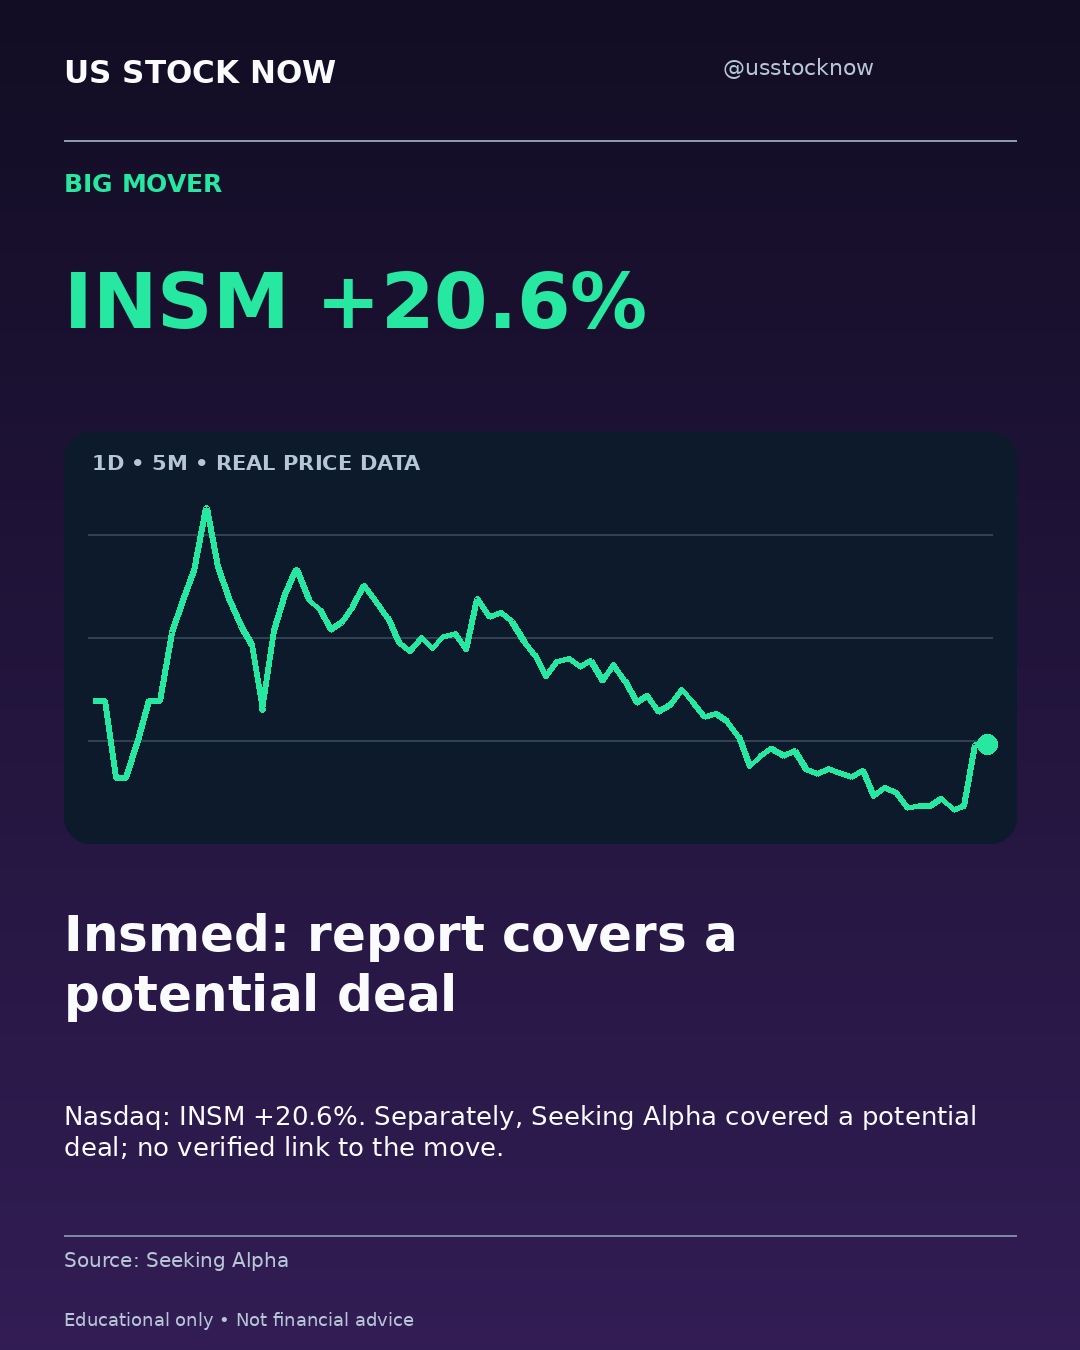 US STOCK NOW
@usstocknow
BIG MOVER
INSM +20.6%
1D • 5M • REAL PRICE DATA
Insmed: report covers a
potential deal
Nasdaq: INSM +20.6%. Separately, Seeking Alpha covered a potential
deal; no verified link to the move.
Source: Seeking Alpha
Educational only • Not financial advice